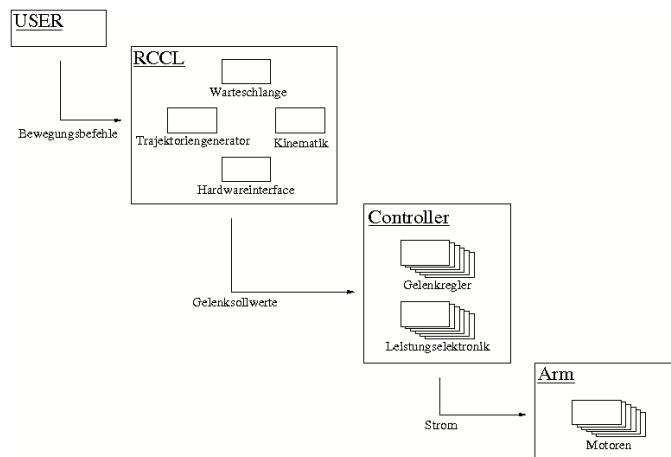 USER
RCCL
Warteschlange
Bewegungsbefehle
Trajektoriengenerator
Kinematik
Hardwareinterface
Controller
Gelenkregler
Gelenksollwerte
Leistungselektronik
Arm
Strom
Motoren